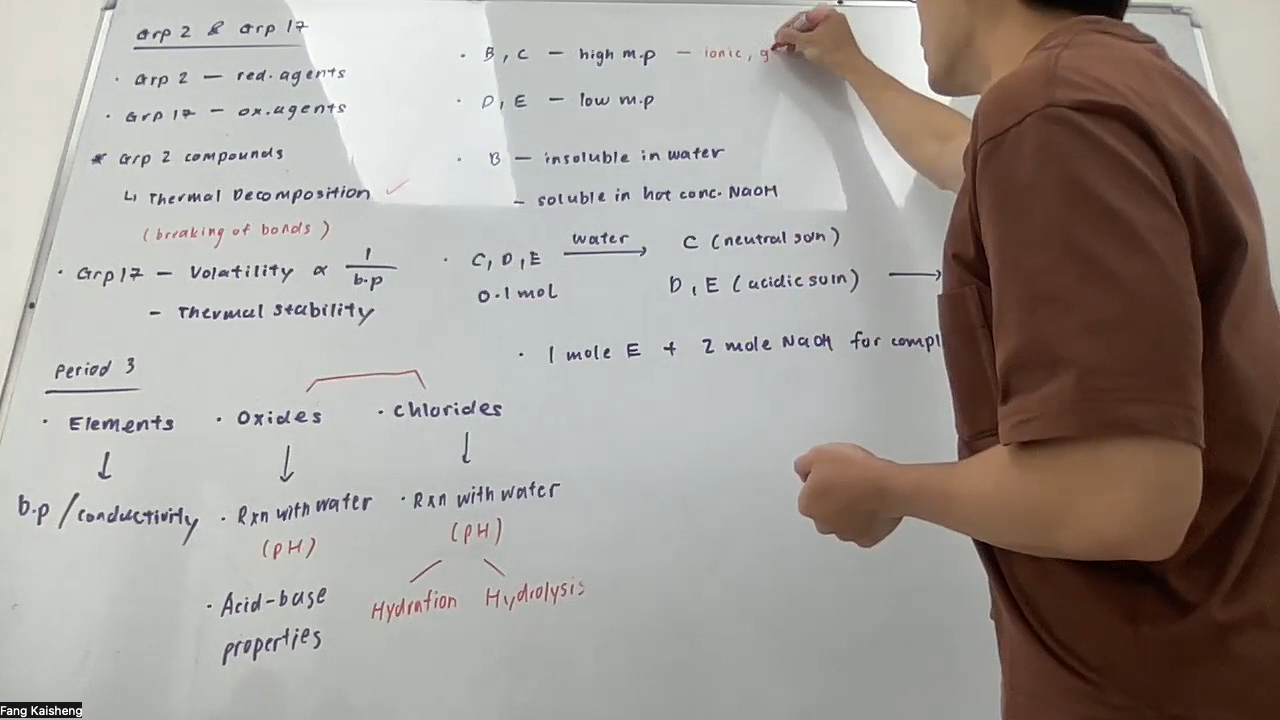 Grp 2 & Grp 17
· Grp 2 — red. agents
· Grp 17 — ox. agents
* Grp 2 compounds
↳ Thermal Decomposition ✓
(breaking of bonds)
· Grp 17 — Volatility ∝ 1/b.p
— Thermal stability
Period 3
· Elements · Oxides · Chlorides
↓ ↓ ↓
b.p / conductivity · Rxn with water · Rxn with water
(pH) (pH)
· Acid-base Hydration Hydrolysis
properties
· B, C — high m.p — ionic, g
· D, E — low m.p
· B — insoluble in water
— soluble in hot conc. NaOH
· C, D, E water → C (neutral soln)
0.1 mol D, E (acidic soln) →
· 1 mole E + 2 mole NaOH for compl
Fang Kaisheng